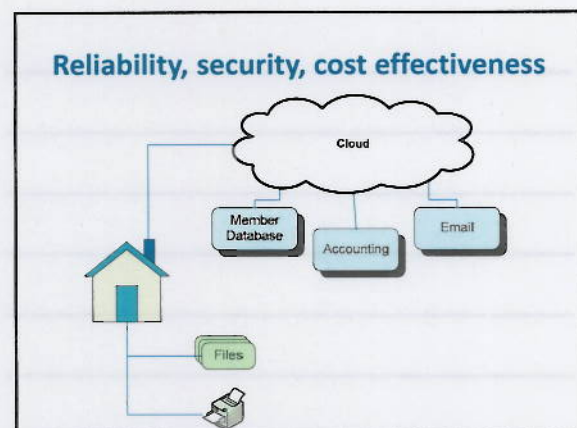 Reliability, security, cost effectiveness
Cloud
Member
Database
Accounting
Email
Files